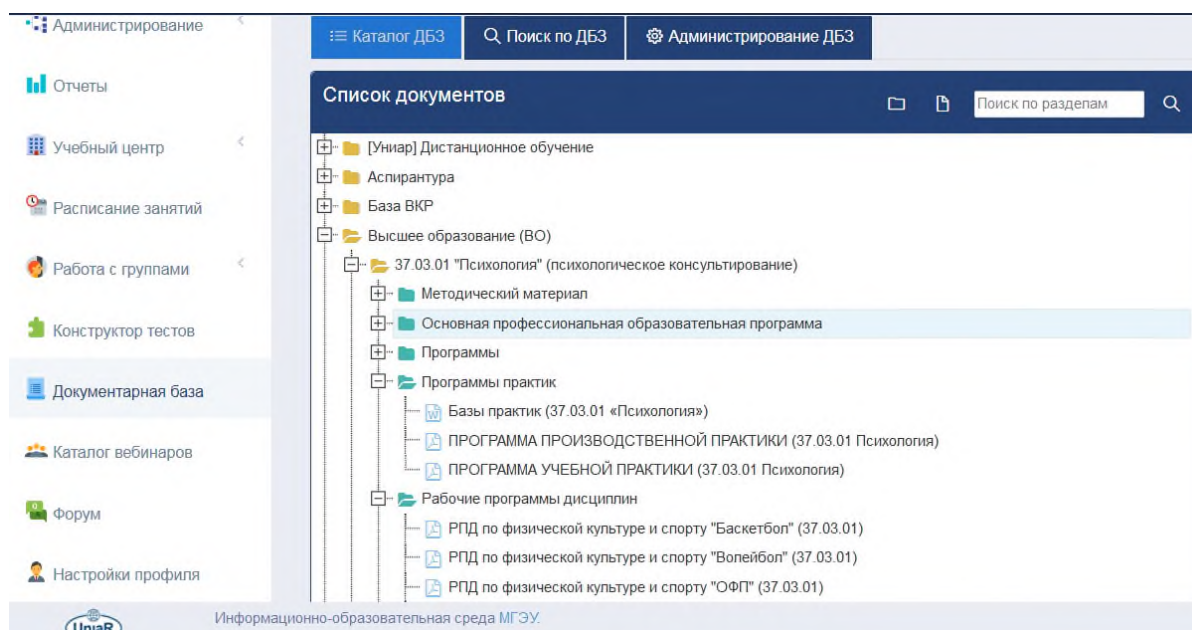 Администрирование
Отчеты
Учебный центр
Расписание занятий
Работа с группами
Конструктор тестов
Документарная база
Каталог вебинаров
Форум
Настройки профиля
Каталог ДБЗ
Поиск по ДБЗ
Администрирование ДБЗ
Список документов
Поиск по разделам
[Униар] Дистанционное обучение
Аспирантура
База ВКР
Высшее образование (ВО)
37.03.01 "Психология" (психологическое консультирование)
Методический материал
Основная профессиональная образовательная программа
Программы
Программы практик
Базы практик (37.03.01 «Психология»)
ПРОГРАММА ПРОИЗВОДСТВЕННОЙ ПРАКТИКИ (37.03.01 Психология)
ПРОГРАММА УЧЕБНОЙ ПРАКТИКИ (37.03.01 Психология)
Рабочие программы дисциплин
РПД по физической культуре и спорту "Баскетбол" (37.03.01)
РПД по физической культуре и спорту "Волейбол" (37.03.01)
РПД по физической культуре и спорту "ОФП" (37.03.01)
UniaR
Информационно-образовательная среда МГЭУ.